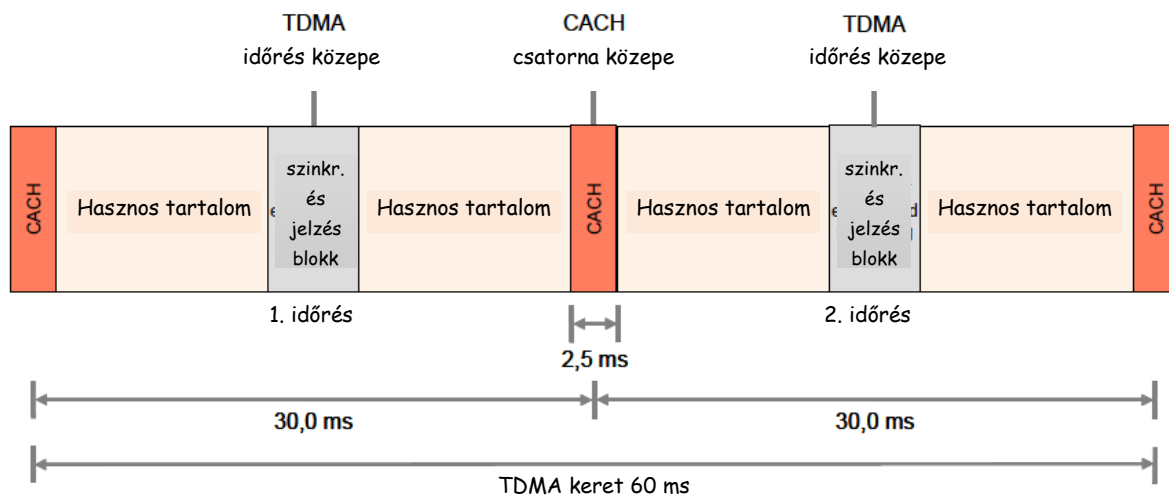 TDMA
időrés közepe
CACH
csatorna közepe
TDMA
időrés közepe
CACH
Hasznos tartalom
szinkr.
és
jelzés
blokk
Hasznos tartalom
CACH
Hasznos tartalom
szinkr.
és
jelzés
blokk
Hasznos tartalom
CACH
1. időrés
2. időrés
2,5 ms
30,0 ms
30,0 ms
TDMA keret 60 ms